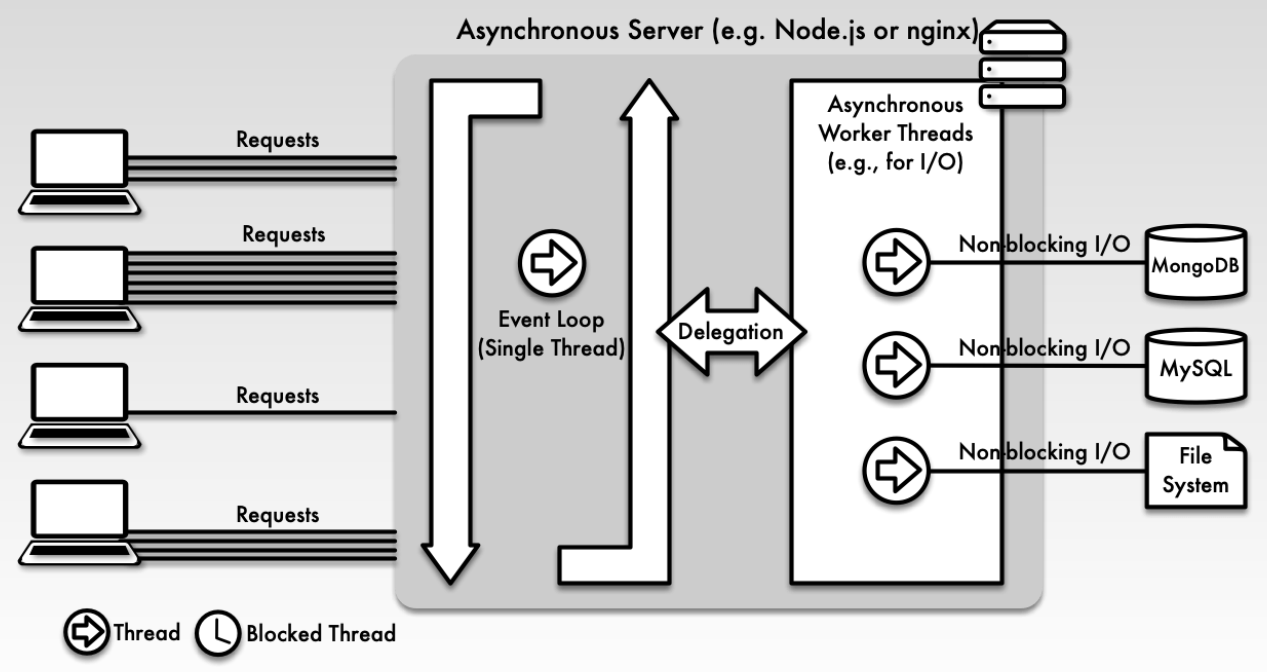 Asynchronous Server (e.g. Node.js or nginx)
Requests
Requests
Requests
Requests
Event Loop
(Single Thread)
Delegation
Asynchronous
Worker Threads
(e.g., for I/O)
Non-blocking I/O
MongoDB
Non-blocking I/O
MySQL
Non-blocking I/O
File
System
Thread
Blocked Thread